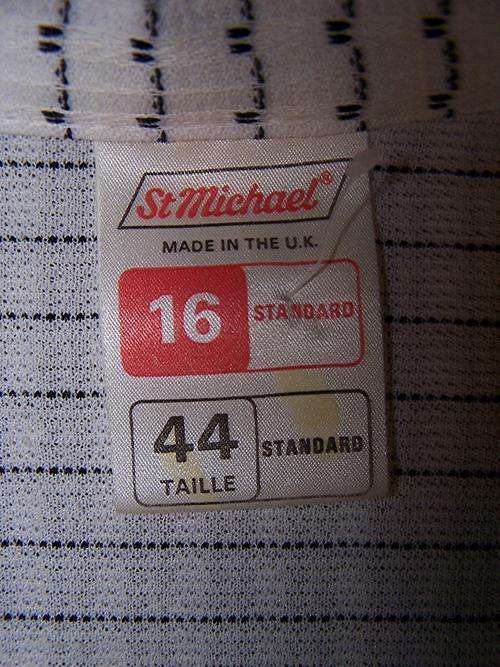 St Michael®
MADE IN THE U.K.
16 STANDARD
44 STANDARD
TAILLE